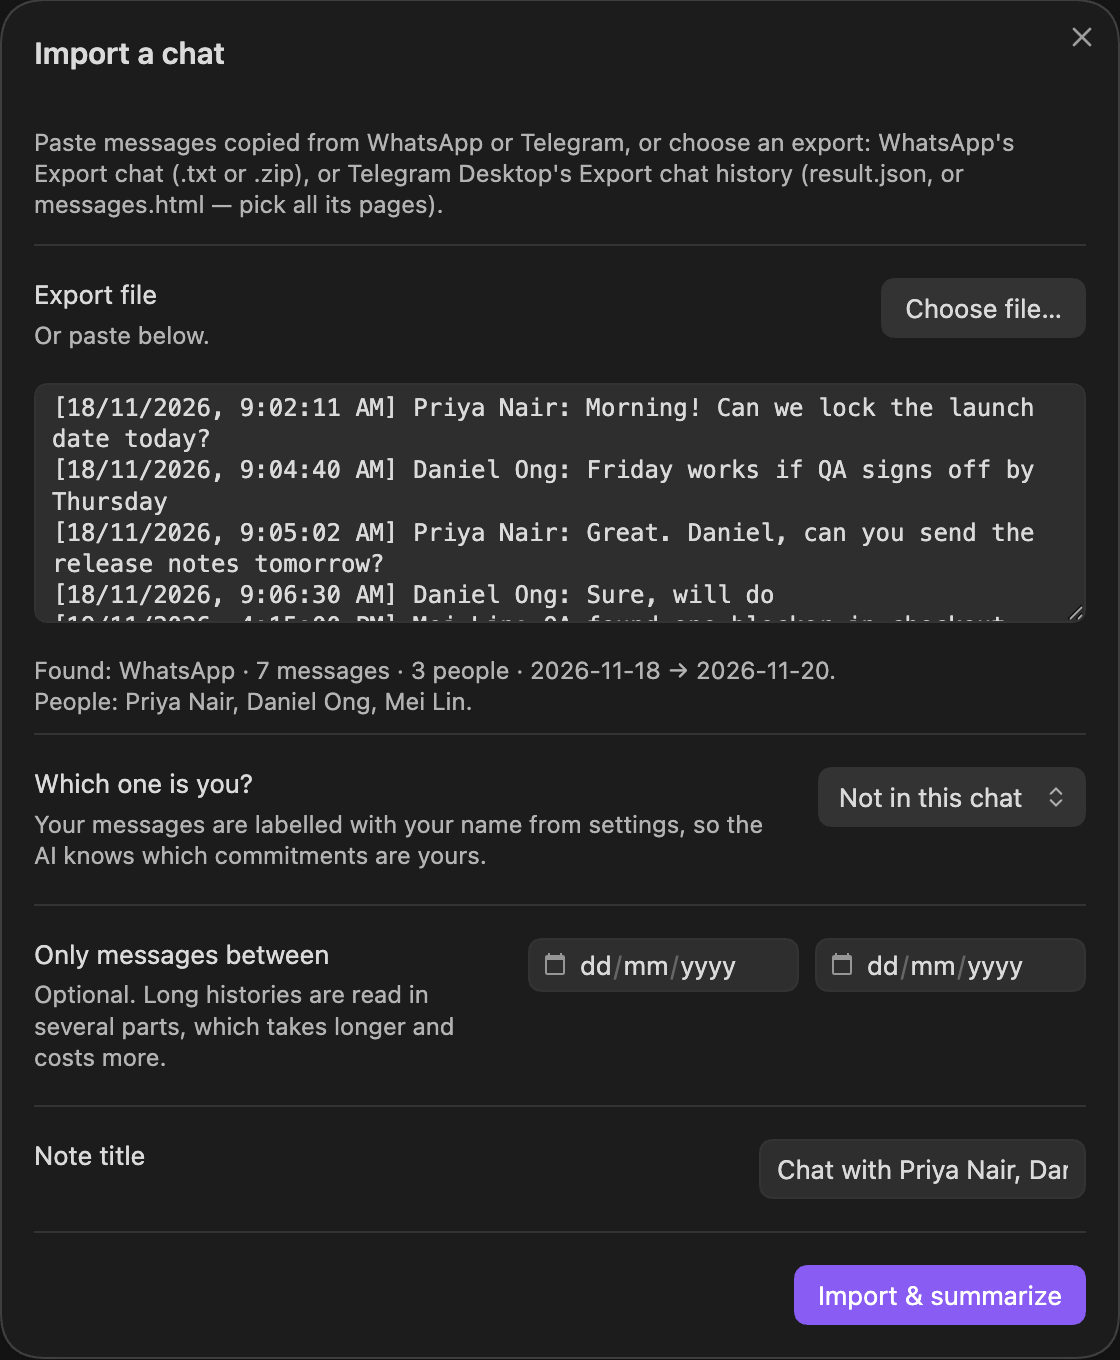 Import a chat
Paste messages copied from WhatsApp or Telegram, or choose an export: WhatsApp's
Export chat (.txt or .zip), or Telegram Desktop's Export chat history (result.json, or
messages.html — pick all its pages).
Export file
Choose file...
Or paste below.
[18/11/2026, 9:02:11 AM] Priya Nair: Morning! Can we lock the launch
date today?
[18/11/2026, 9:04:40 AM] Daniel Ong: Friday works if QA signs off by
Thursday
[18/11/2026, 9:05:02 AM] Priya Nair: Great. Daniel, can you send the
release notes tomorrow?
[18/11/2026, 9:06:30 AM] Daniel Ong: Sure, will do
Found: WhatsApp · 7 messages · 3 people · 2026-11-18 → 2026-11-20.
People: Priya Nair, Daniel Ong, Mei Lin.
Which one is you?
Not in this chat
Your messages are labelled with your name from settings, so the
AI knows which commitments are yours.
Only messages between
dd/mm/yyyy
dd/mm/yyyy
Optional. Long histories are read in
several parts, which takes longer and
costs more.
Note title
Chat with Priya Nair, Dar
Import & summarize